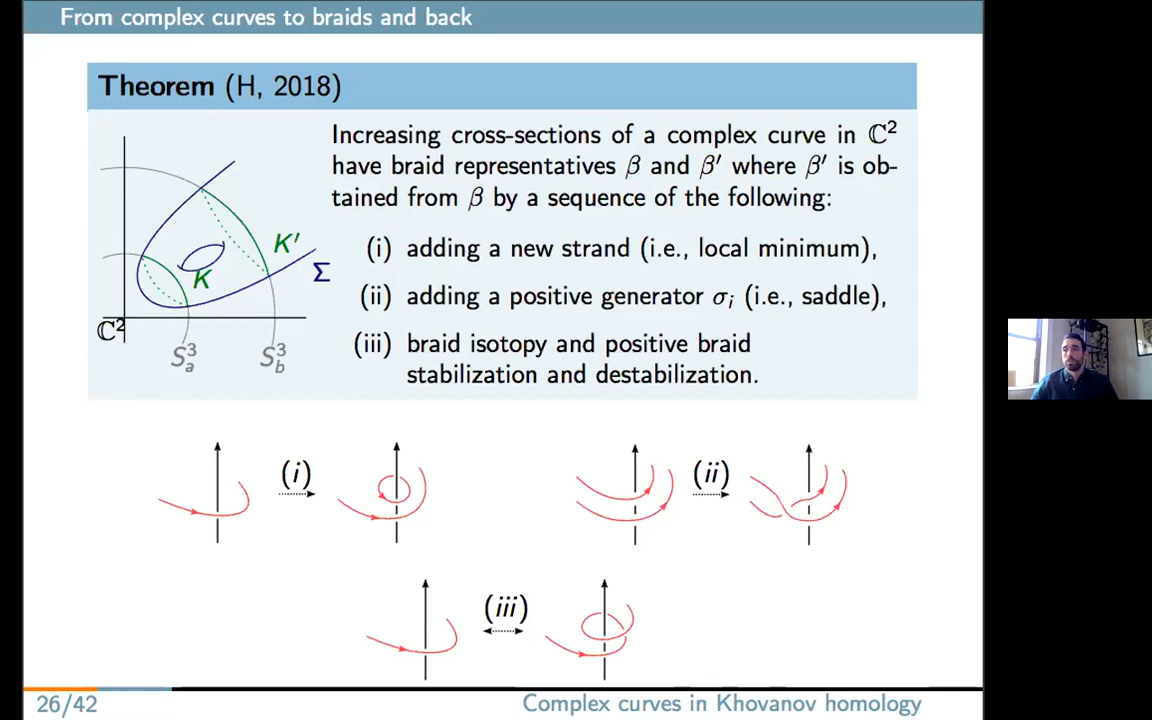 From complex curves to braids and back
Theorem (H, 2018)
Increasing cross-sections of a complex curve in ℂ²
have braid representatives β and β′ where β′ is ob-
tained from β by a sequence of the following:
(i) adding a new strand (i.e., local minimum),
(ii) adding a positive generator σᵢ (i.e., saddle),
(iii) braid isotopy and positive braid
stabilization and destabilization.
K′
K
Σ
ℂ²
S³ₐ
S³_b
(i)
(ii)
(iii)
26/42
Complex curves in Khovanov homology